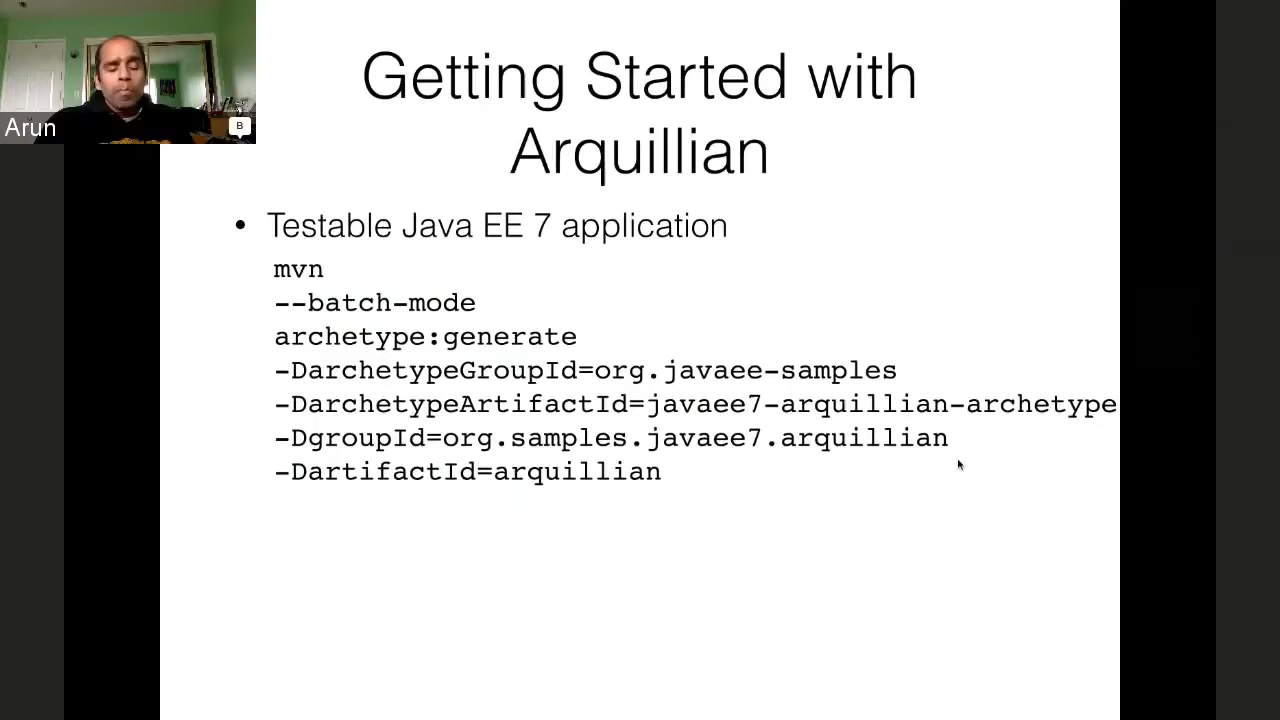 Getting Started with
Arquillian
Arun
B
• Testable Java EE 7 application
mvn
--batch-mode
archetype:generate
-DarchetypeGroupId=org.javaee-samples
-DarchetypeArtifactId=javaee7-arquillian-archetype
-DgroupId=org.samples.javaee7.arquillian
-DartifactId=arquillian